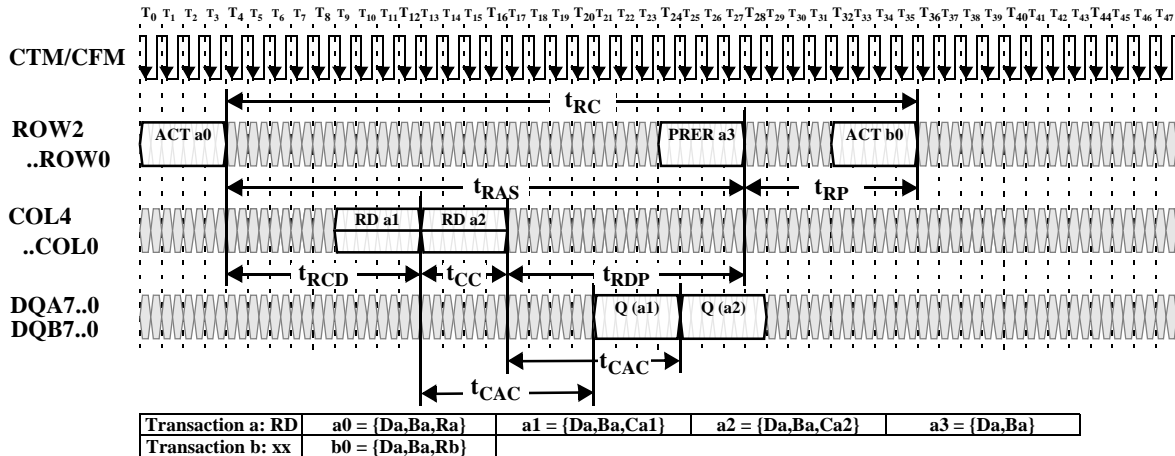 T0 T1 T2 T3 T4 T5 T6 T7 T8 T9 T10 T11 T12 T13 T14 T15 T16 T17 T18 T19 T20 T21 T22 T23 T24 T25 T26 T27 T28 T29 T30 T31 T32 T33 T34 T35 T36 T37 T38 T39 T40 T41 T42 T43 T44 T45 T46 T47
CTM/CFM
tRC
ROW2 ACT a0 PRER a3 ACT b0
..ROW0
tRAS tRP
COL4 RD a1 RD a2
..COL0
tRCD tCC tRDP
DQA7..0 Q (a1) Q (a2)
DQB7..0
tCAC
tCAC
Transaction a: RD a0 = {Da,Ba,Ra} a1 = {Da,Ba,Ca1} a2 = {Da,Ba,Ca2} a3 = {Da,Ba}
Transaction b: xx b0 = {Da,Ba,Rb}